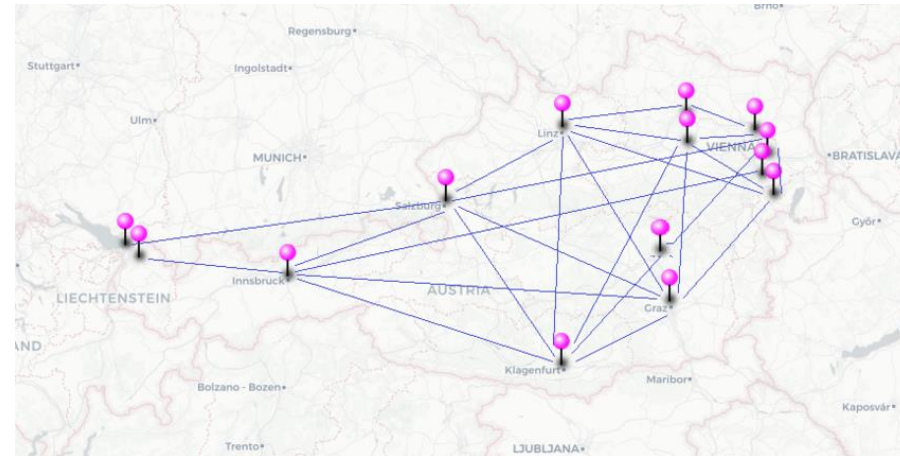 Brno•
Regensburg•
Stuttgart•
Ingolstadt•
Ulm•
Linz
VIENNA
MUNICH•
•BRATISLAVA
Salzburg
Győr•
Innsbruck
LIECHTENSTEIN
AUSTRIA
Graz
AND
Klagenfurt
Maribor•
Bolzano - Bozen•
Kaposvár•
Trento•
LJUBLJANA•